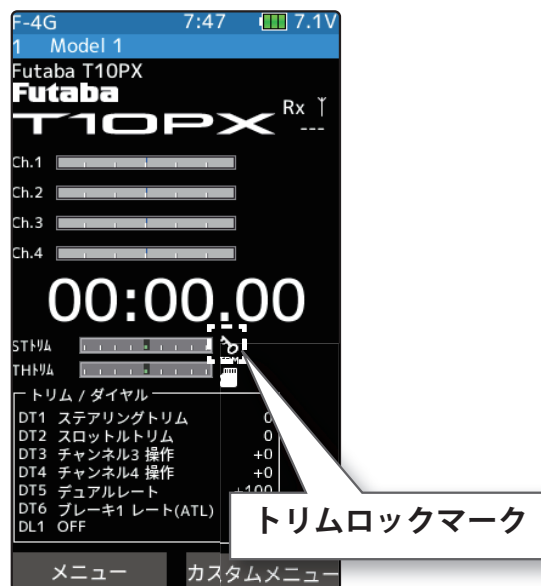 F-4G 7:47 7.1V
1 Model 1
Futaba T10PX
Futaba
T10PX
Rx
---
Ch.1
Ch.2
Ch.3
Ch.4
00:00.00
STトリム
THトリム
トリム / ダイヤル
DT1 ステアリングトリム 0
DT2 スロットルトリム 0
DT3 チャンネル3 操作 +0
DT4 チャンネル4 操作 +0
DT5 デュアルレート +100
DT6 ブレーキ1 レート(ATL)
DL1 OFF
トリムロックマーク
メニュー カスタムメニュー